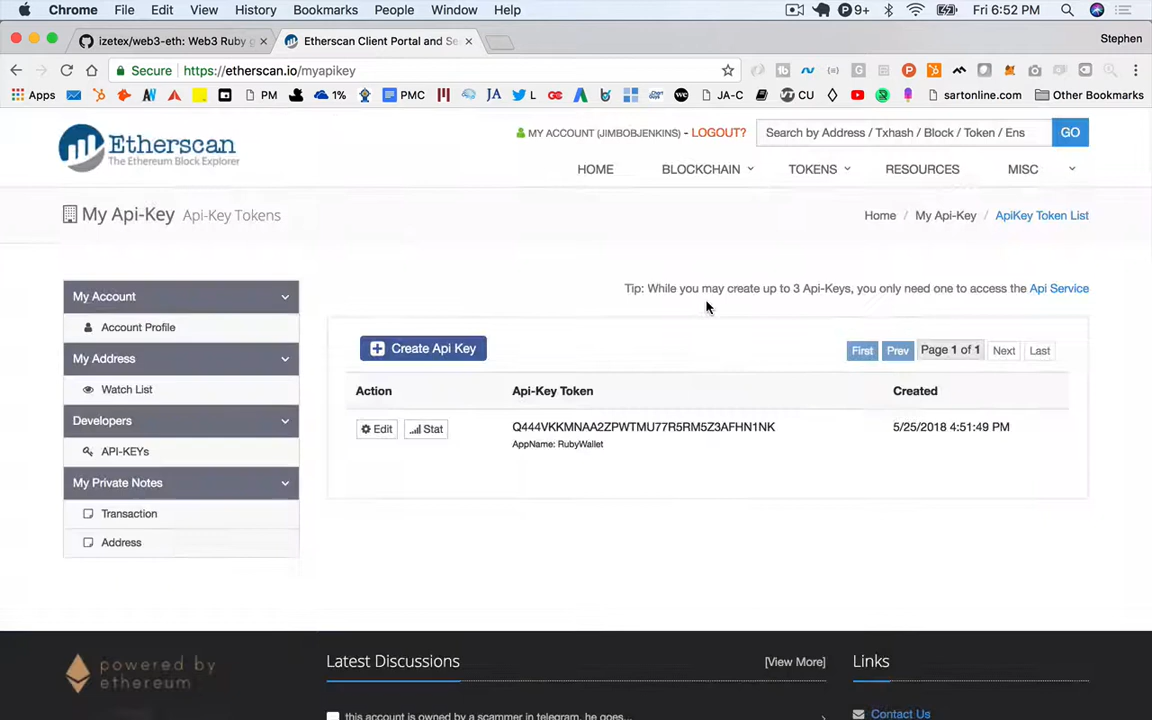 Chrome File Edit View History Bookmarks People Window Help 9+ Fri 6:52 PM
izetex/web3-eth: Web3 Ruby g × Etherscan Client Portal and Se × Stephen
Secure https://etherscan.io/myapikey
Apps PM 1% PMC JA L GC JA-C CU sartonline.com Other Bookmarks
Etherscan
The Ethereum Block Explorer
MY ACCOUNT (JIMBOBJENKINS) - LOGOUT?
Search by Address / Txhash / Block / Token / Ens GO
HOME BLOCKCHAIN TOKENS RESOURCES MISC
My Api-Key Api-Key Tokens
Home / My Api-Key / ApiKey Token List
Tip: While you may create up to 3 Api-Keys, you only need one to access the Api Service
My Account
Account Profile
My Address
Watch List
Developers
API-KEYs
My Private Notes
Transaction
Address
Create Api Key
First Prev Page 1 of 1 Next Last
Action Api-Key Token Created
Edit Stat Q444VKKMNAA2ZPWTMU77R5RM5Z3AFHN1NK 5/25/2018 4:51:49 PM
AppName: RubyWallet
powered by
ethereum
Latest Discussions [View More]
this account is owned by a scammer in telegram. he goes...
Links
Contact Us